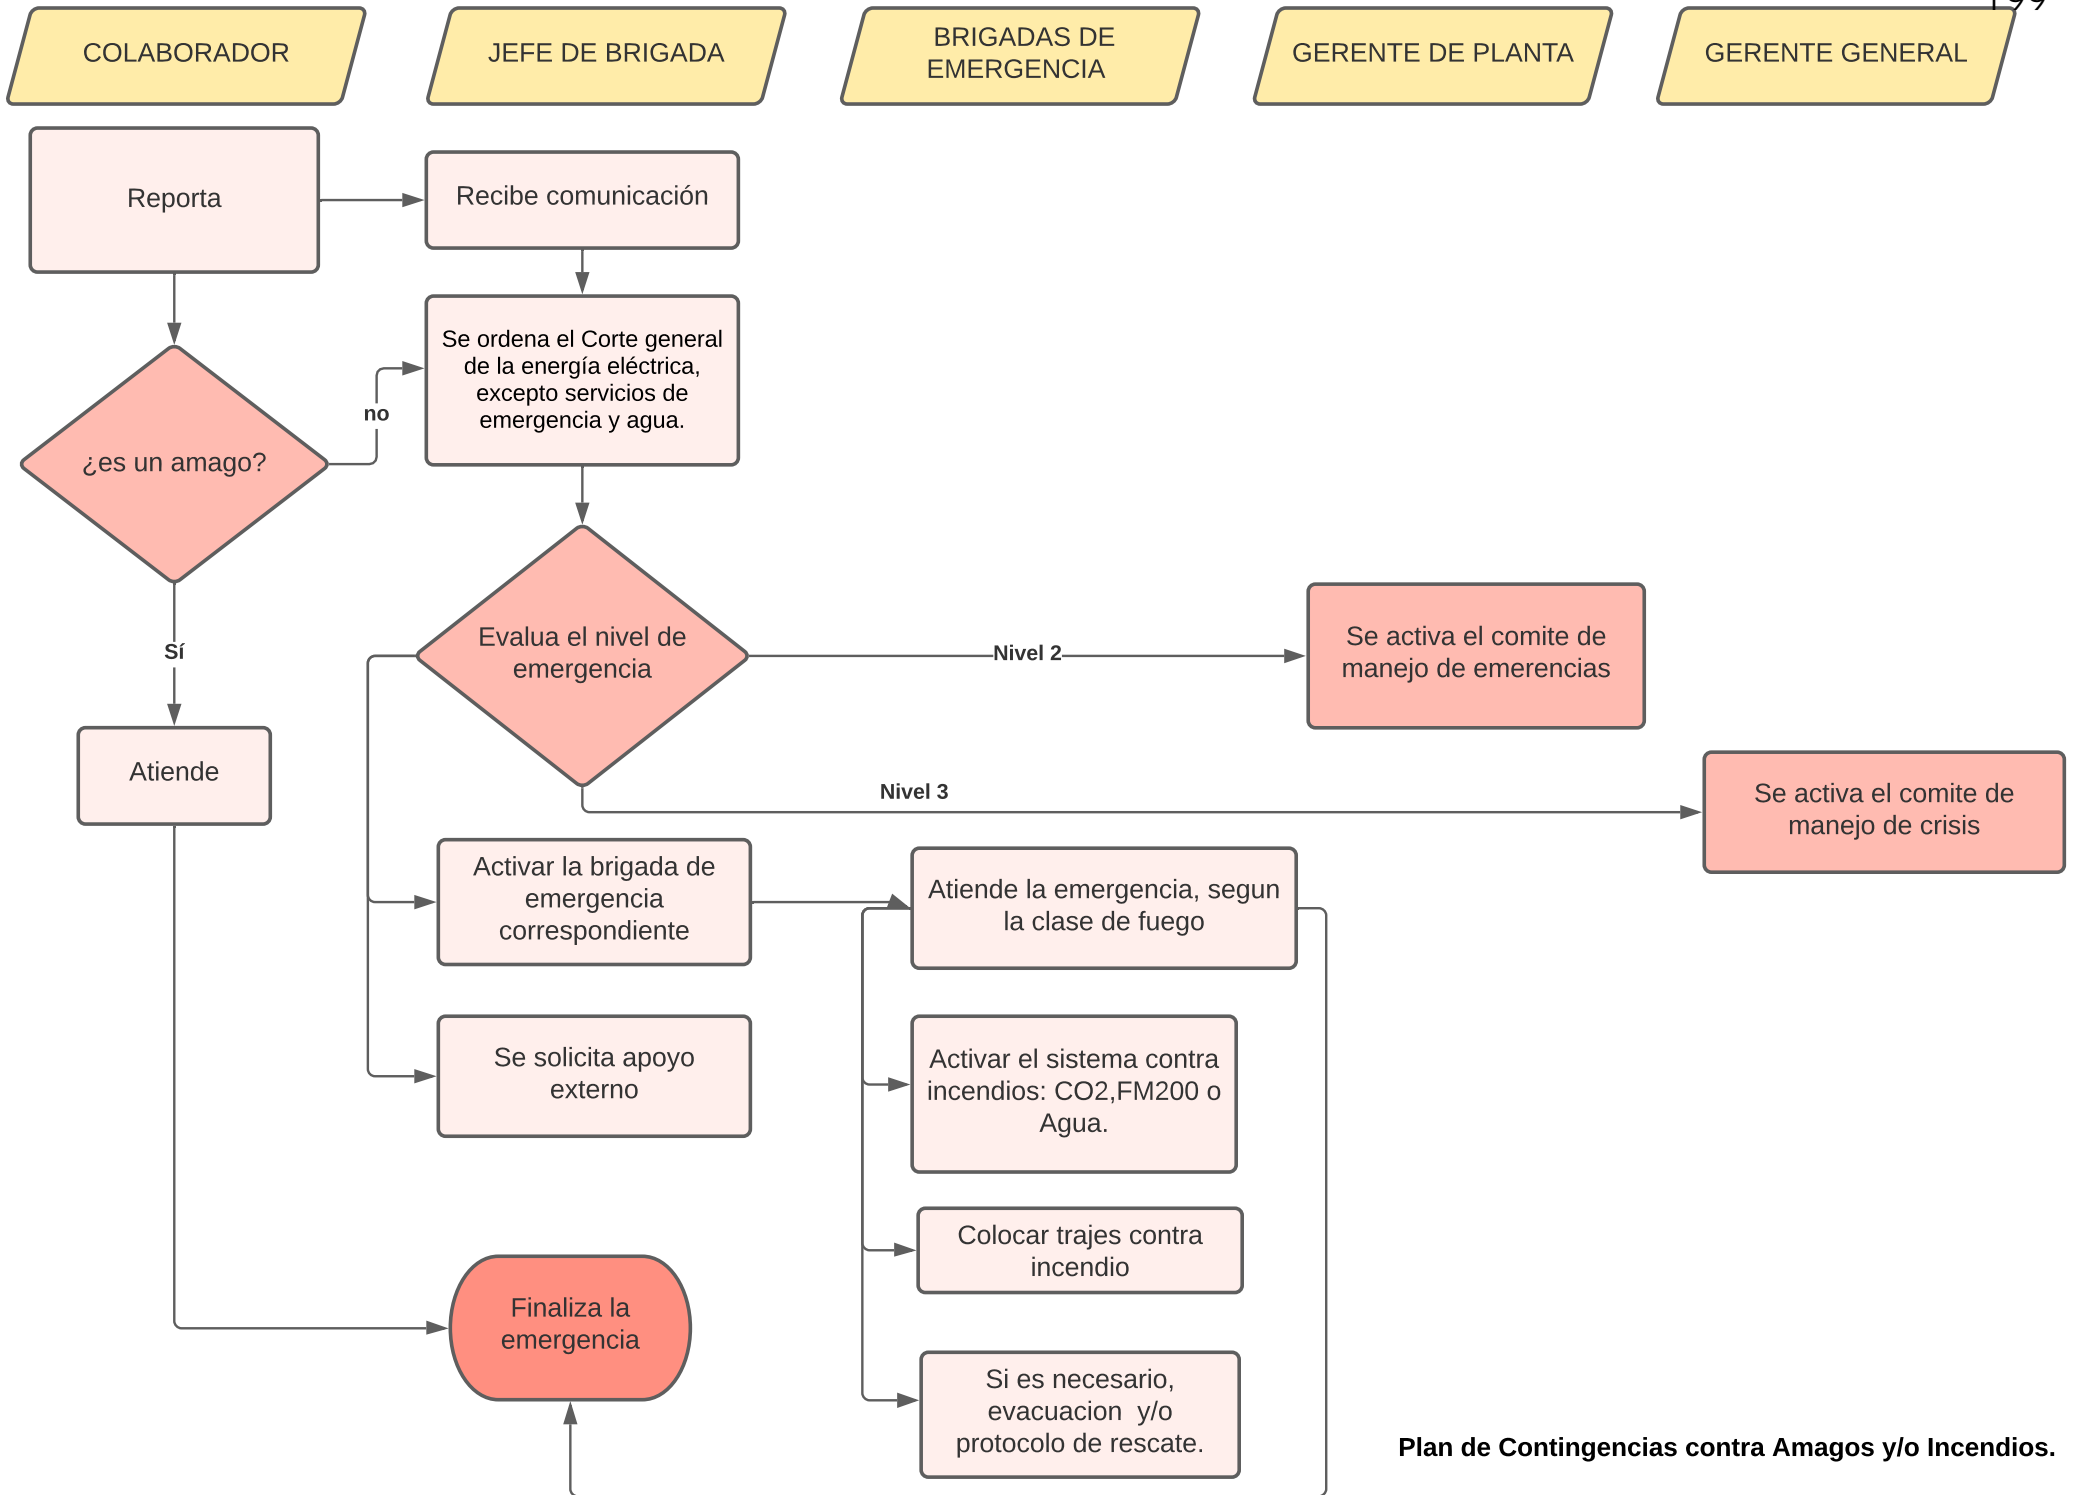 199
COLABORADOR
JEFE DE BRIGADA
BRIGADAS DE
EMERGENCIA
GERENTE DE PLANTA
GERENTE GENERAL
Reporta
Recibe comunicación
Se ordena el Corte general
de la energía eléctrica,
excepto servicios de
emergencia y agua.
no
¿es un amago?
Sí
Evalua el nivel de
emergencia
Nivel 2
Se activa el comite de
manejo de emerencias
Atiende
Nivel 3
Se activa el comite de
manejo de crisis
Activar la brigada de
emergencia
correspondiente
Atiende la emergencia, segun
la clase de fuego
Se solicita apoyo
externo
Activar el sistema contra
incendios: CO2,FM200 o
Agua.
Colocar trajes contra
incendio
Finaliza la
emergencia
Si es necesario,
evacuacion  y/o
protocolo de rescate.
Plan de Contingencias contra Amagos y/o Incendios.